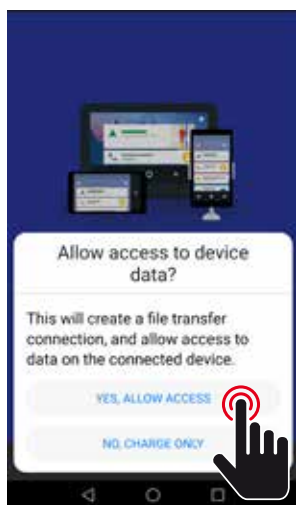 Allow access to device
data?
This will create a file transfer
connection, and allow access to
data on the connected device.
YES, ALLOW ACCESS
NO, CHARGE ONLY